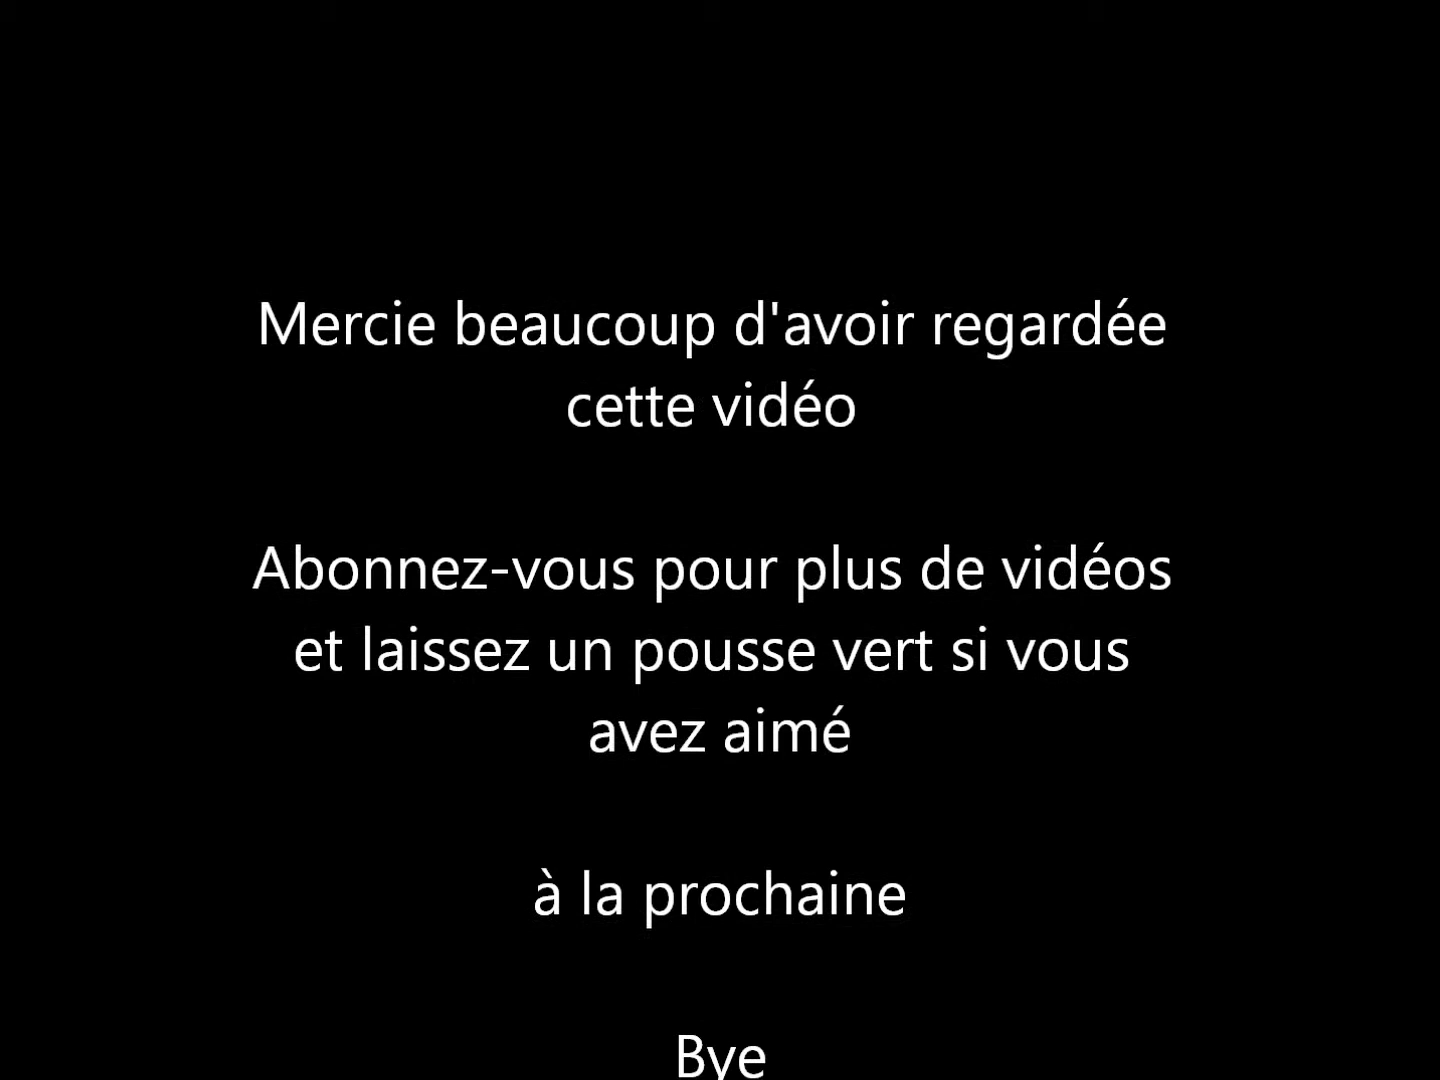 Mercie beaucoup d'avoir regardée
cette vidéo
Abonnez-vous pour plus de vidéos
et laissez un pousse vert si vous
avez aimé
à la prochaine
Bye